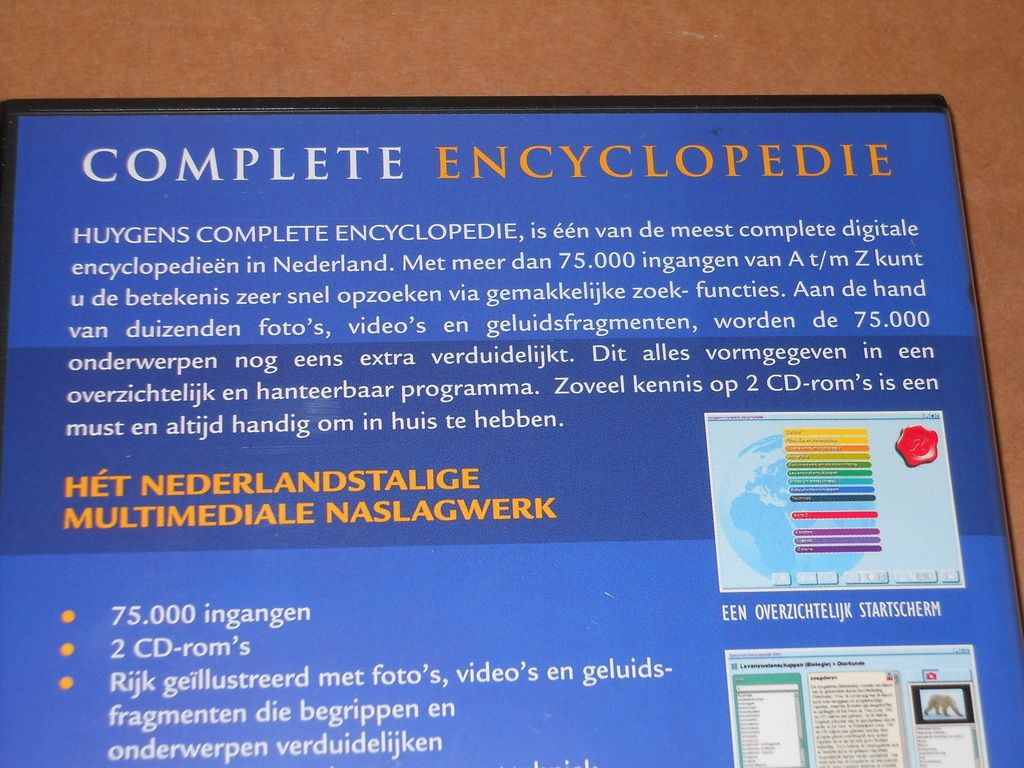 COMPLETE ENCYCLOPEDIE
HUYGENS COMPLETE ENCYCLOPEDIE, is één van de meest complete digitale
encyclopedieën in Nederland. Met meer dan 75.000 ingangen van A t/m Z kunt
u de betekenis zeer snel opzoeken via gemakkelijke zoek- functies. Aan de hand
van duizenden foto's, video's en geluidsfragmenten, worden de 75.000
onderwerpen nog eens extra verduidelijkt. Dit alles vormgegeven in een
overzichtelijk en hanteerbaar programma. Zoveel kennis op 2 CD-rom's is een
must en altijd handig om in huis te hebben.
HÉT NEDERLANDSTALIGE
MULTIMEDIALE NASLAGWERK
75.000 ingangen
2 CD-rom's
Rijk geïllustreerd met foto's, video's en geluids-
fragmenten die begrippen en
onderwerpen verduidelijken
EEN OVERZICHTELIJK STARTSCHERM
Levenswetenschappen (Biologie) > Dierkunde
zoogdieren